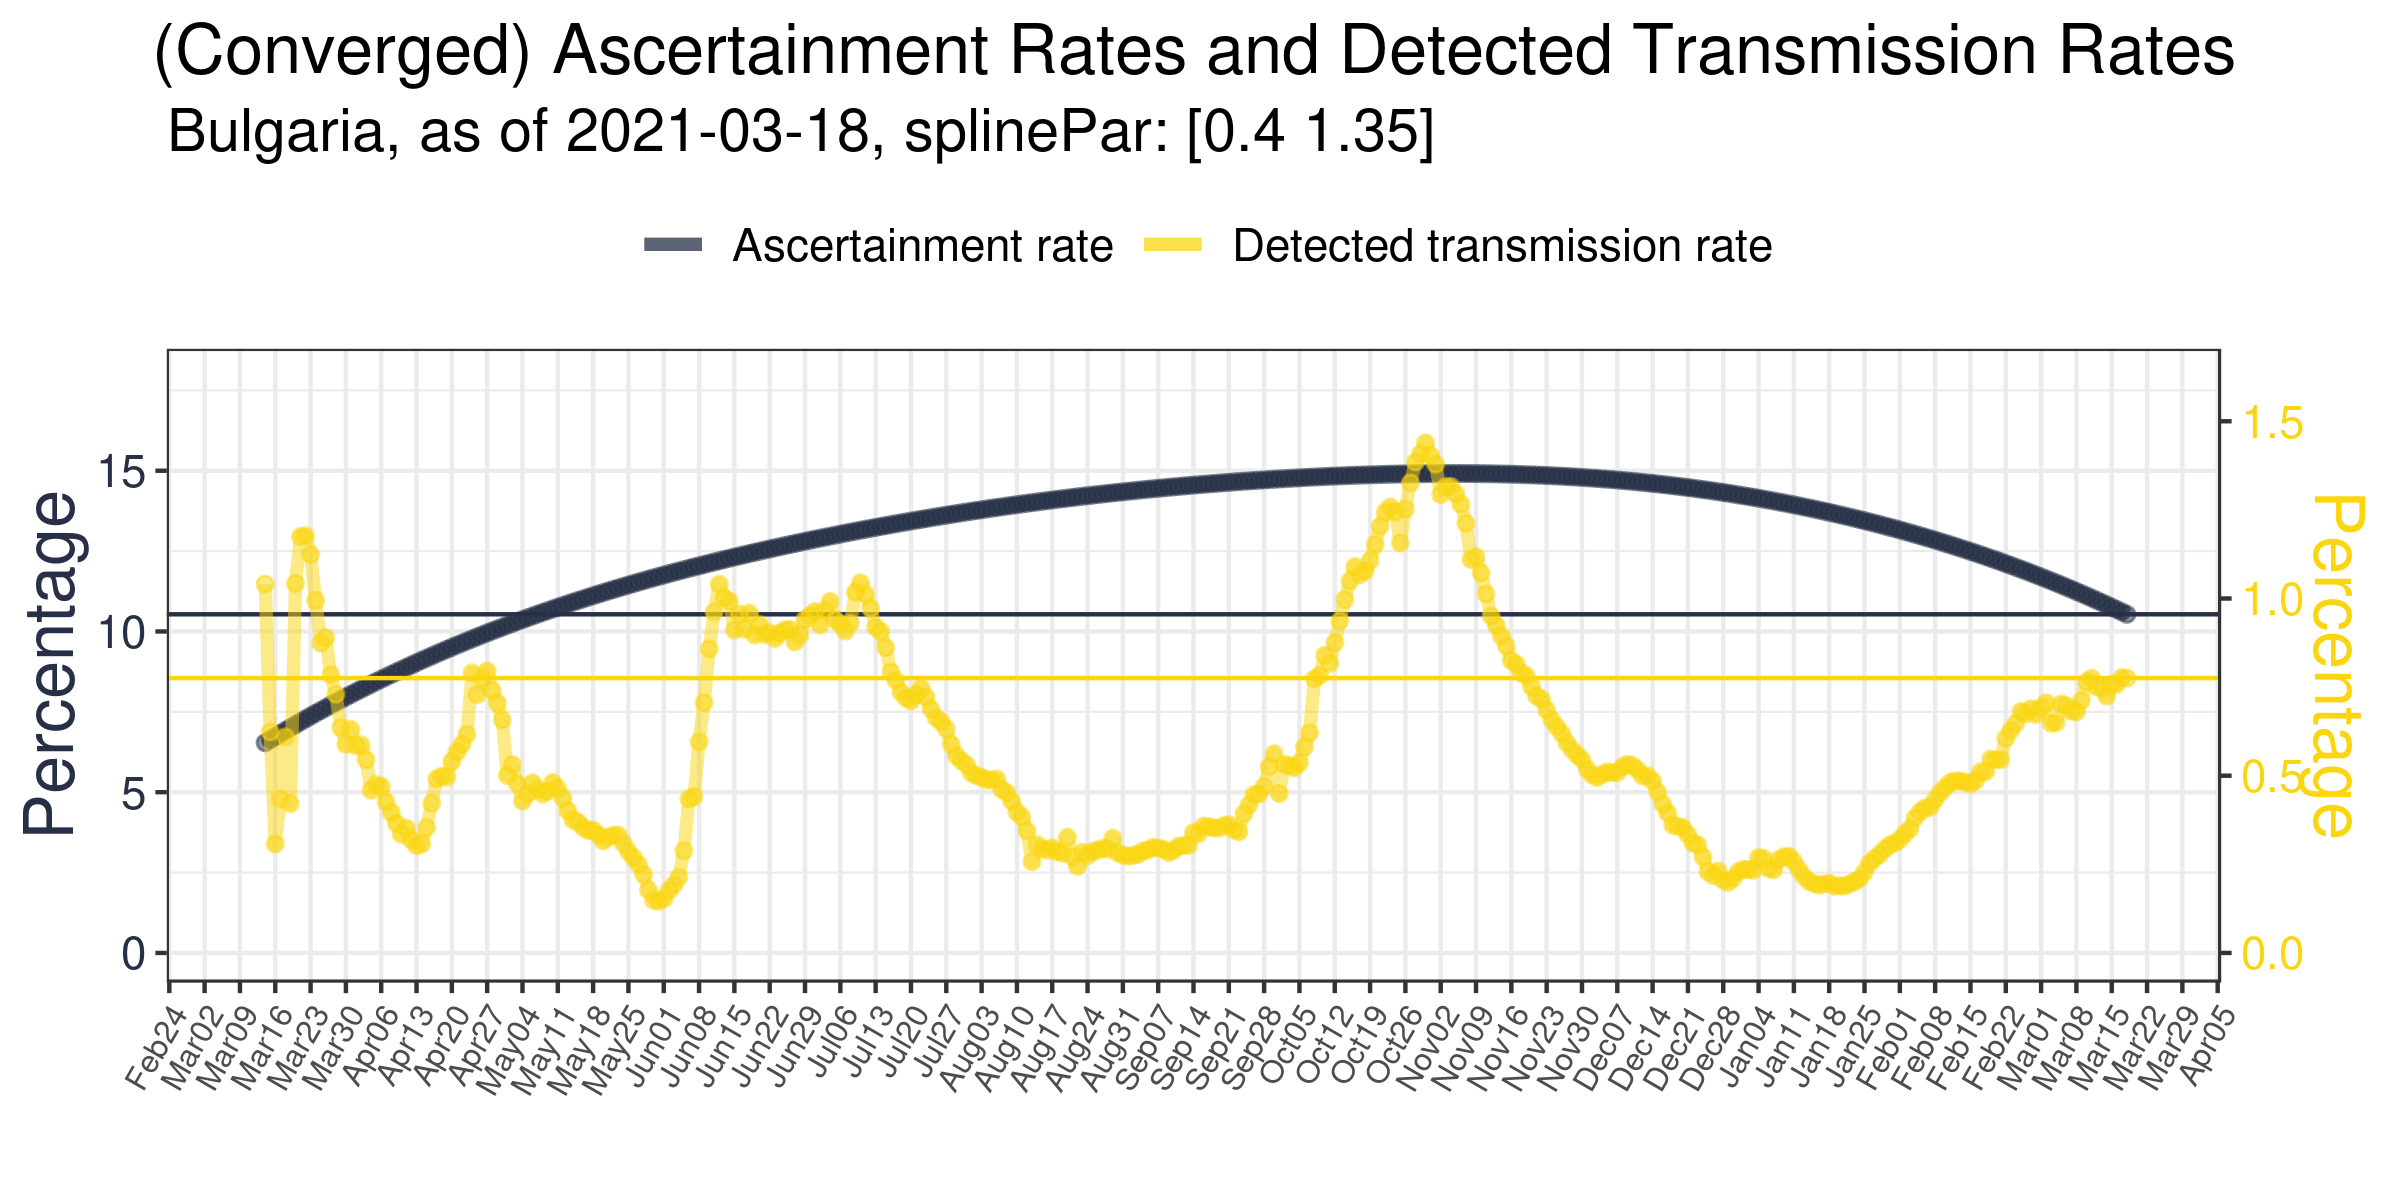 (Converged) Ascertainment Rates and Detected Transmission Rates
Bulgaria, as of 2021-03-18, splinePar: [0.4 1.35]
Ascertainment rate
Detected transmission rate
Percentage
15
10
5
0
1.5
1.0
0.5
0.0
Percentage
Feb24
Mar02
Mar09
Mar16
Mar23
Mar30
Apr06
Apr13
Apr20
Apr27
May04
May11
May18
May25
Jun01
Jun08
Jun15
Jun22
Jun29
Jul06
Jul13
Jul20
Jul27
Aug03
Aug10
Aug17
Aug24
Aug31
Sep07
Sep14
Sep21
Sep28
Oct05
Oct12
Oct19
Oct26
Nov02
Nov09
Nov16
Nov23
Nov30
Dec07
Dec14
Dec21
Dec28
Dec04
Jan11
Jan18
Jan25
Feb01
Feb08
Feb15
Feb22
Mar01
Mar08
Mar15
Mar22
Mar29
Apr05